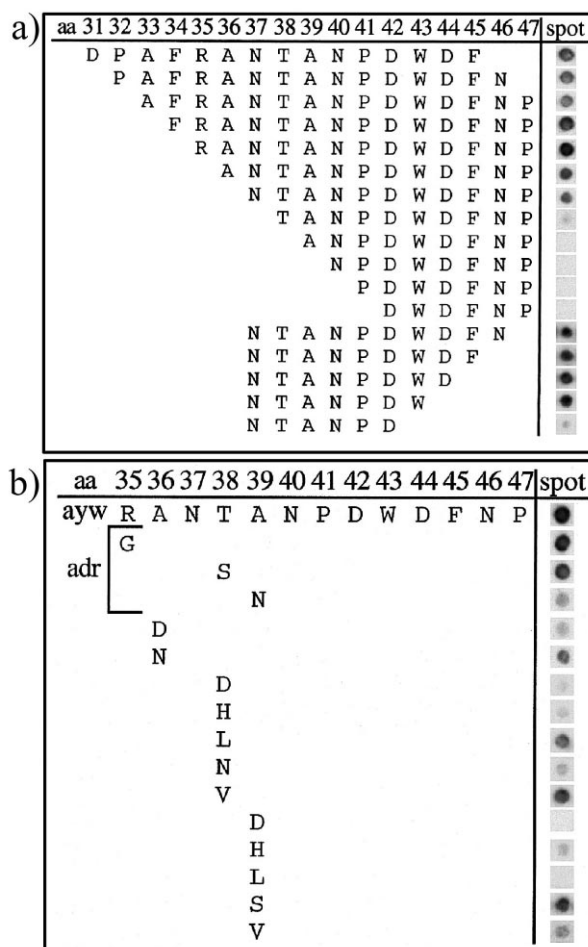 a)
aa 31 32 33 34 35 36 37 38 39 40 41 42 43 44 45 46 47 spot
D P A F R A N T A N P D W D F
P A F R A N T A N P D W D F N
A F R A N T A N P D W D F N P
F R A N T A N P D W D F N P
R A N T A N P D W D F N P
A N T A N P D W D F N P
N T A N P D W D F N P
T A N P D W D F N P
A N P D W D F N P
N P D W D F N P
P D W D F N P
D W D F N P
N T A N P D W D F N
N T A N P D W D F
N T A N P D W D
N T A N P D W
N T A N P D
b)
aa 35 36 37 38 39 40 41 42 43 44 45 46 47 spot
ayw R A N T A N P D W D F N P
G
adr S
N
D
N
D
H
L
N
V
D
H
L
S
V